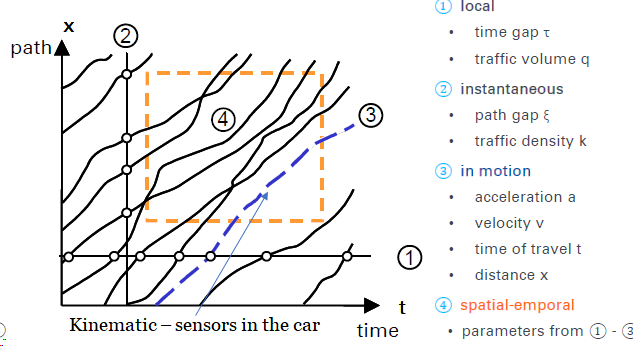 x
path
②
③
④
①
t
time
Kinematic – sensors in the car
① local
• time gap τ
• traffic volume q
② instantaneous
• path gap ξ
• traffic density k
③ in motion
• acceleration a
• velocity v
• time of travel t
• distance x
④ spatial-emporal
• parameters from ① - ③